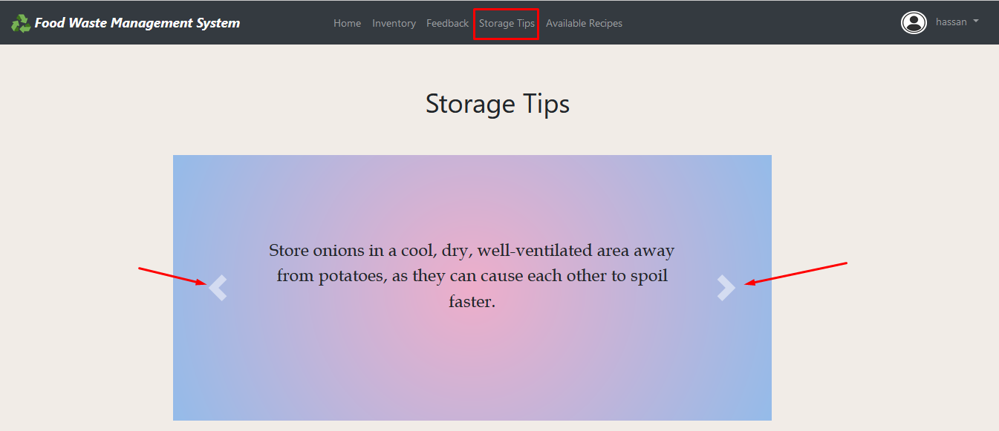 Food Waste Management System
Home Inventory Feedback Storage Tips Available Recipes
hassan
Storage Tips
Store onions in a cool, dry, well-ventilated area away
from potatoes, as they can cause each other to spoil
faster.